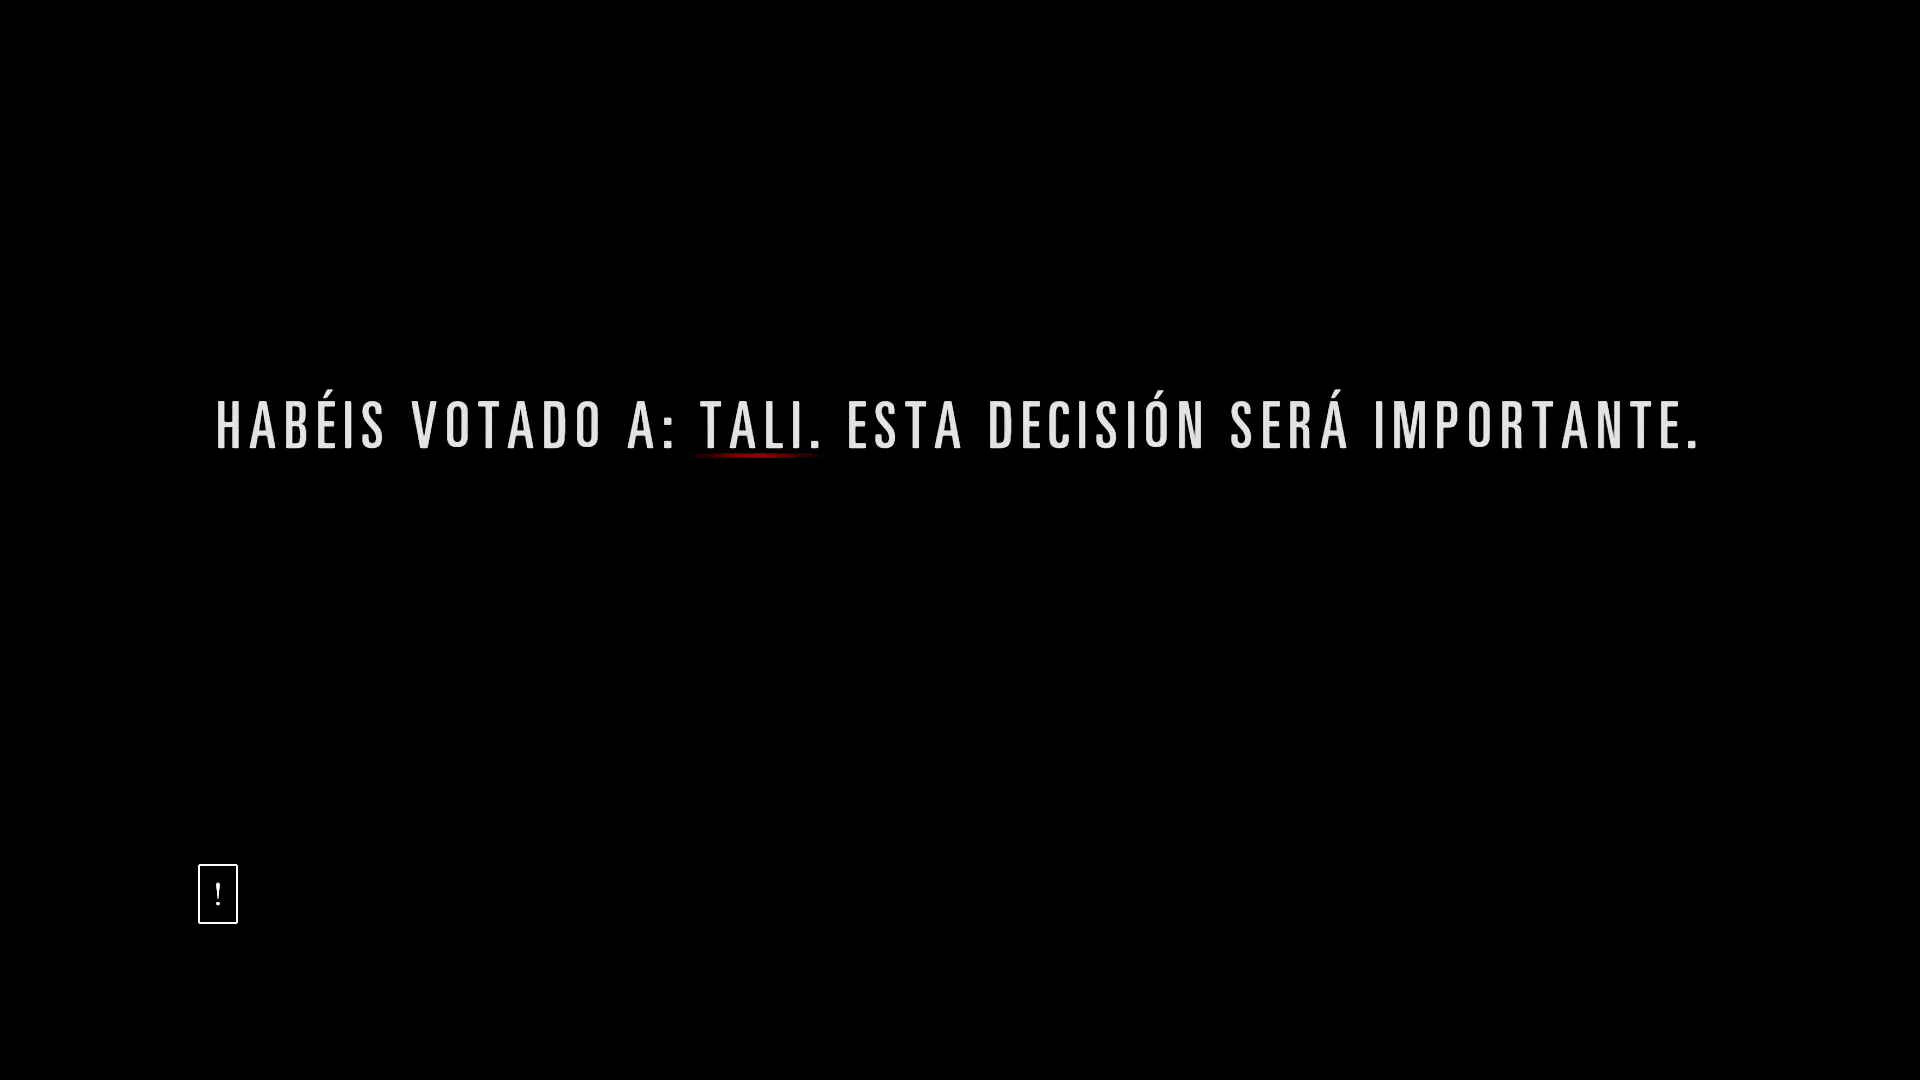 HABÉIS VOTADO A: TALI. ESTA DECISIÓN SERÁ IMPORTANTE.
!